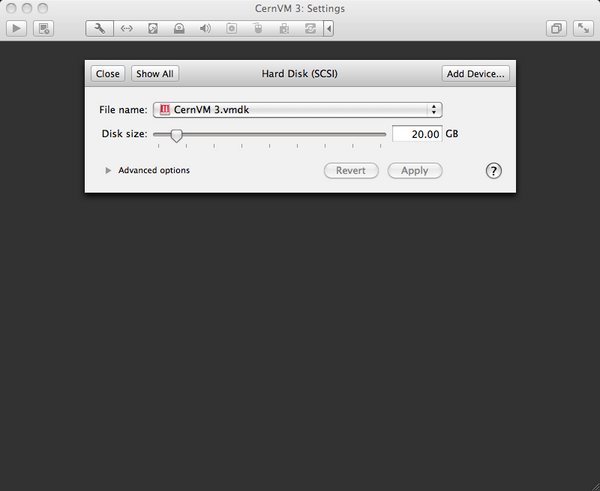 CernVM 3: Settings
Close Show All Hard Disk (SCSI) Add Device...
File name: CernVM 3.vmdk
Disk size: 20.00 GB
Advanced options Revert Apply ?